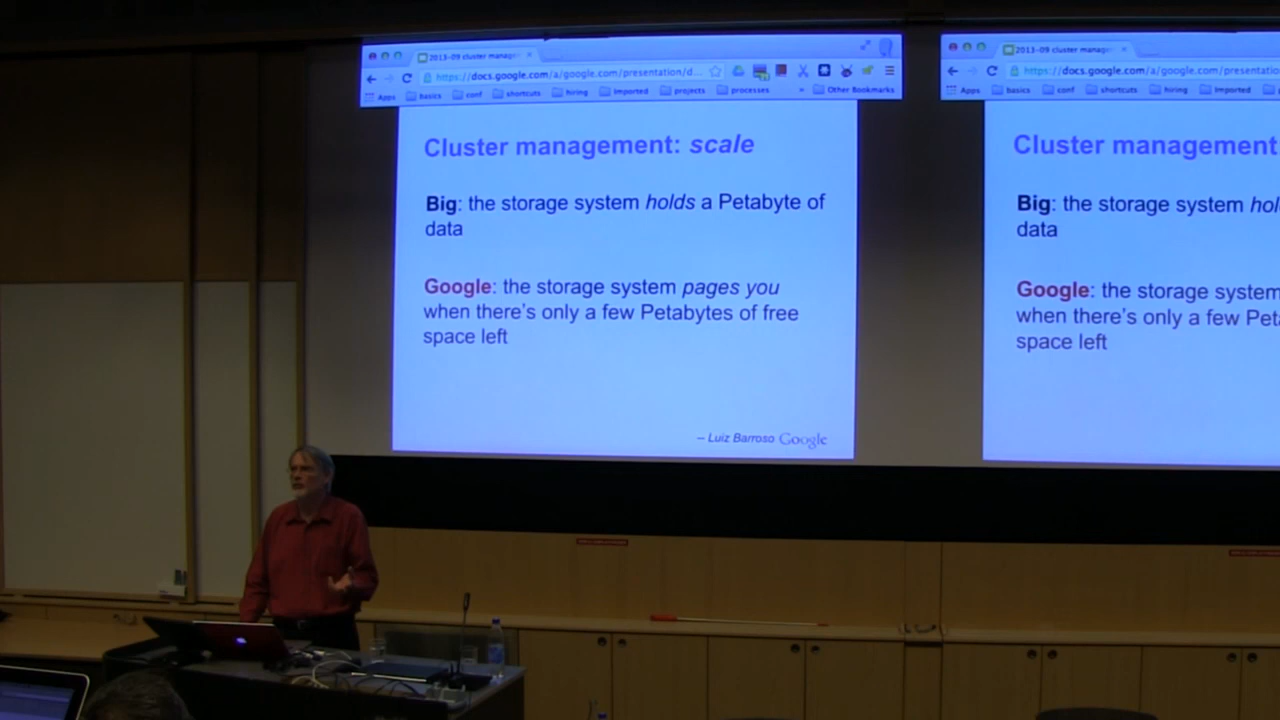 2013-09 cluster manage
https://docs.google.com/a/google.com/presentation/d...
Apps basics conf shortcuts hiring Imported projects processes » Other Bookmarks
Cluster management: scale
Big: the storage system holds a Petabyte of
data
Google: the storage system pages you
when there's only a few Petabytes of free
space left
– Luiz Barroso Google
2013-09 cluster manage
https://docs.google.com/a/google.com/presentatio
Apps basics conf shortcuts hiring Imported
Cluster management
Big: the storage system hol
data
Google: the storage system
when there's only a few Pet
space left